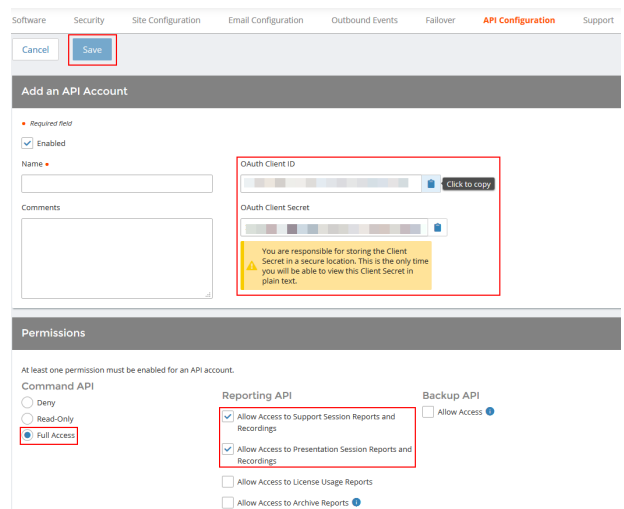 Software Security Site Configuration Email Configuration Outbound Events Failover API Configuration Support
Cancel Save
Add an API Account
Required field
Enabled
Name
OAuth Client ID
Click to copy
Comments
OAuth Client Secret
You are responsible for storing the Client
Secret in a secure location. This is the only time
you will be able to view this Client Secret in
plain text.
Permissions
At least one permission must be enabled for an API account.
Command API
Deny
Read-Only
Full Access
Reporting API
Allow Access to Support Session Reports and
Recordings
Allow Access to Presentation Session Reports and
Recordings
Allow Access to License Usage Reports
Allow Access to Archive Reports
Backup API
Allow Access